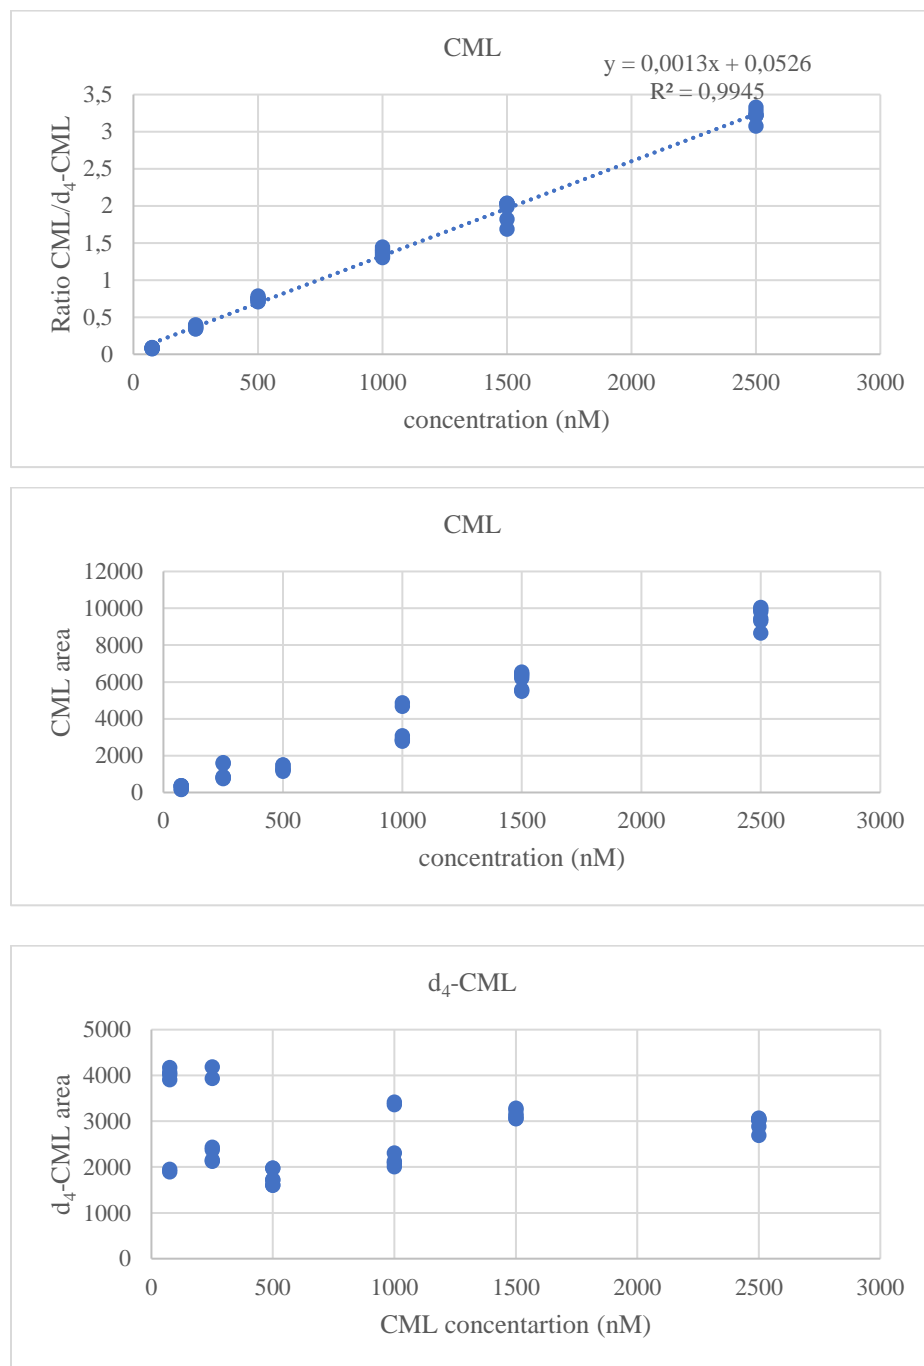 CML
y = 0,0013x + 0,0526
R² = 0,9945
Ratio CML/d₄-CML
3,5
3
2,5
2
1,5
1
0,5
0
0 500 1000 1500 2000 2500 3000
concentration (nM)
CML
CML area
12000
10000
8000
6000
4000
2000
0
0 500 1000 1500 2000 2500 3000
concentration (nM)
d₄-CML
d₄-CML area
5000
4000
3000
2000
1000
0
0 500 1000 1500 2000 2500 3000
CML concentartion (nM)